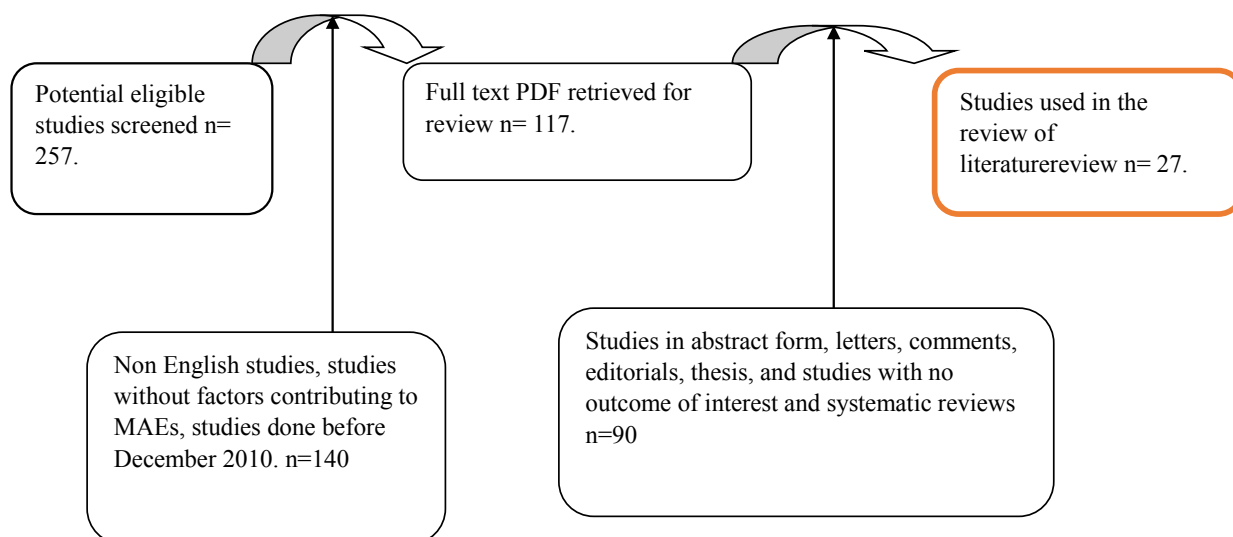 Potential eligible
studies screened n=
257.
Full text PDF retrieved for
review n= 117.
Studies used in the
review of
literaturereview n= 27.
Non English studies, studies
without factors contributing to
MAEs, studies done before
December 2010. n=140
Studies in abstract form, letters, comments,
editorials, thesis, and studies with no
outcome of interest and systematic reviews
n=90